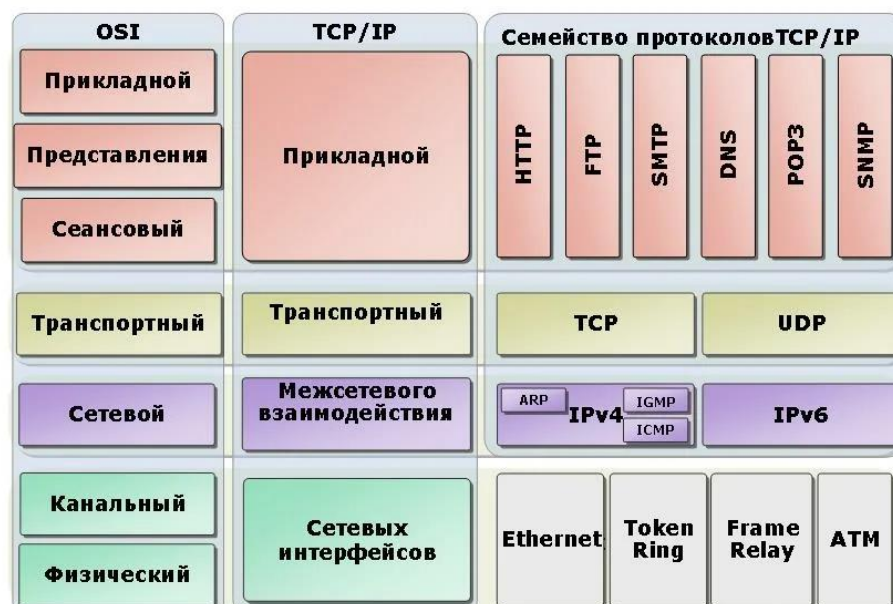 OSI
TCP/IP
Семейство протоколовTCP/IP
Прикладной
Представления
Сеансовый
Прикладной
HTTP
FTP
SMTP
DNS
POP3
SNMP
Транспортный
Транспортный
TCP
UDP
Сетевой
Межсетевого
взаимодействия
ARP
IPv4
IGMP
ICMP
IPv6
Канальный
Физический
Сетевых
интерфейсов
Ethernet
Token
Ring
Frame
Relay
ATM